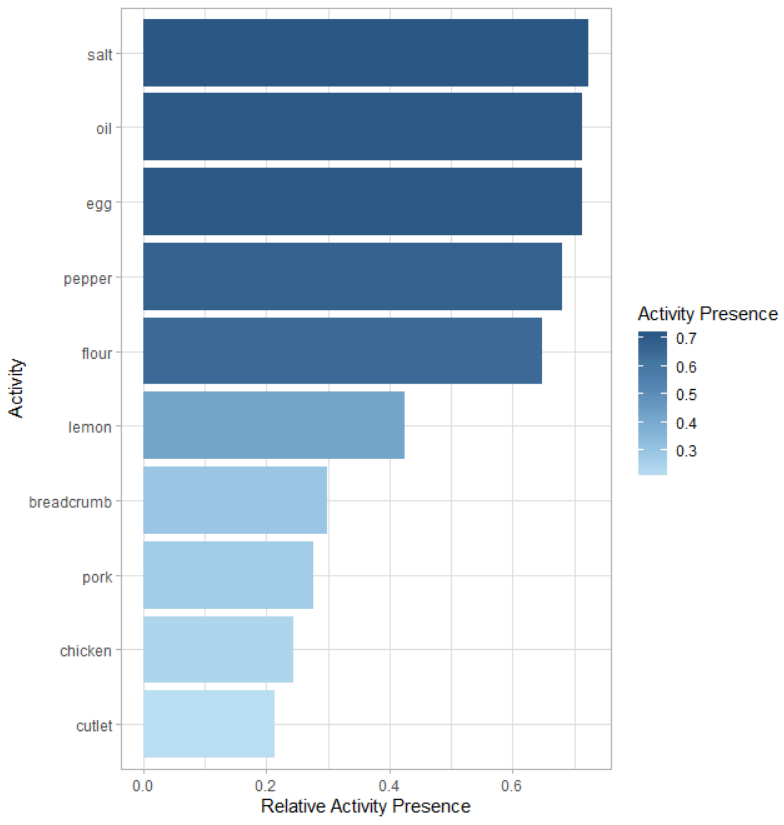 salt
oil
egg
pepper
flour
lemon
breadcrumb
pork
chicken
cutlet
Activity
0.0 0.2 0.4 0.6
Relative Activity Presence
Activity Presence
0.7
0.6
0.5
0.4
0.3